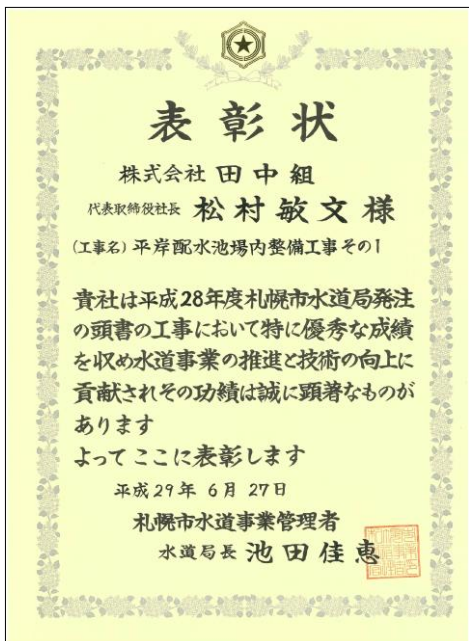 表彰状
株式会社 田中組
代表取締役社長 松村敏文様
(工事名) 平岸配水池場内整備工事その1
貴社は平成28年度札幌市水道局発注
の頭書の工事において特に優秀な成績
を収め水道事業の推進と技術の向上に
貢献されその功績は誠に顕著なものが
あります
よってここに表彰します
平成29年 6月 27日
札幌市水道事業管理者
水道局長 池田佳恵